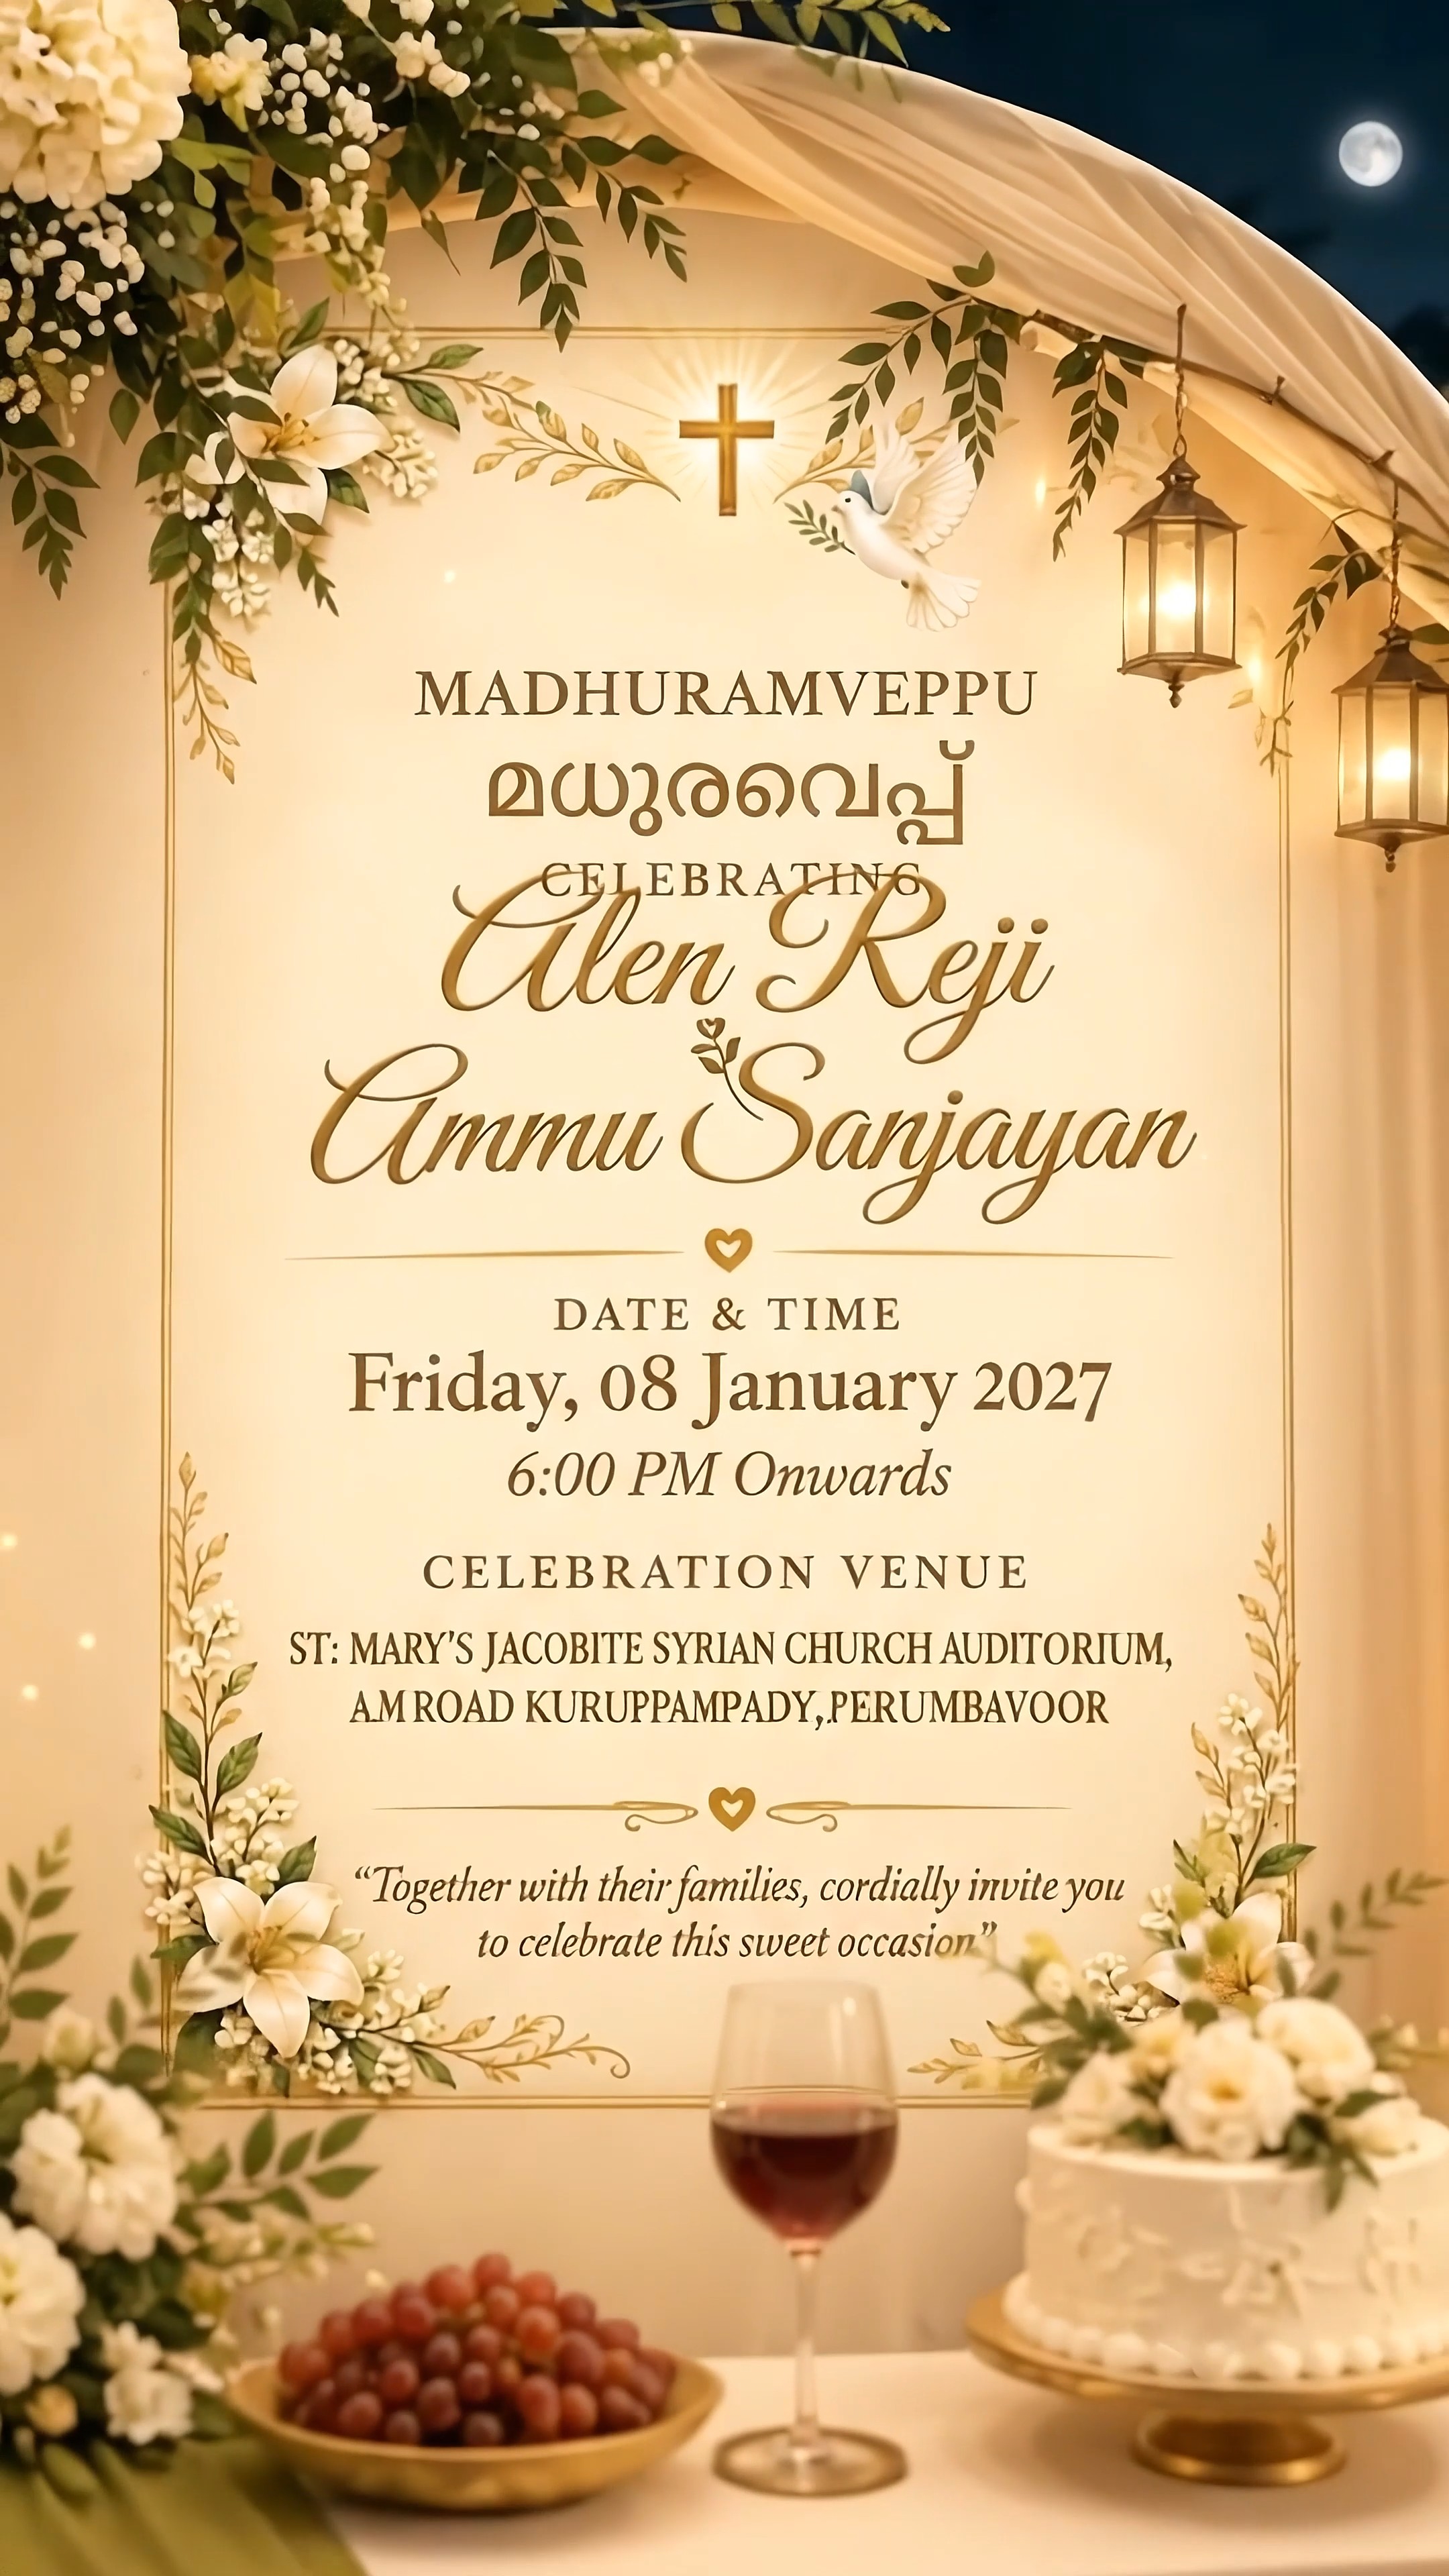 MADHURAMVEPPU
മധുരവെപ്പ്
CELEBRATING
Alen Reji
Ammu Sanjayan
DATE & TIME
Friday, 08 January 2027
6:00 PM Onwards
CELEBRATION VENUE
ST: MARY'S JACOBITE SYRIAN CHURCH AUDITORIUM,
A.M ROAD KURUPPAMPADY,.PERUMBAVOOR
“Together with their families, cordially invite you
to celebrate this sweet occasion”